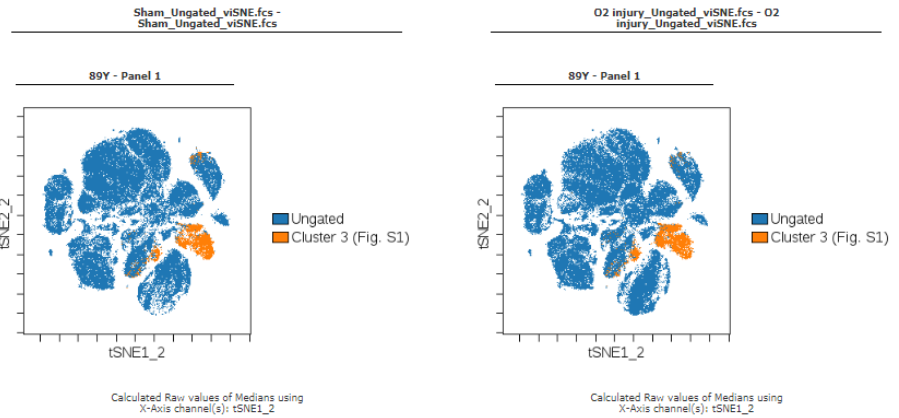 Sham_Ungated_viSNE.fcs -
Sham_Ungated_viSNE.fcs
89Y - Panel 1
tSNE2_2
tSNE1_2
Ungated
Cluster 3 (Fig. S1)
Calculated Raw values of Medians using
X-Axis channel(s): tSNE1_2
O2 injury_Ungated_viSNE.fcs - O2
injury_Ungated_viSNE.fcs
89Y - Panel 1
tSNE2_2
tSNE1_2
Ungated
Cluster 3 (Fig. S1)
Calculated Raw values of Medians using
X-Axis channel(s): tSNE1_2